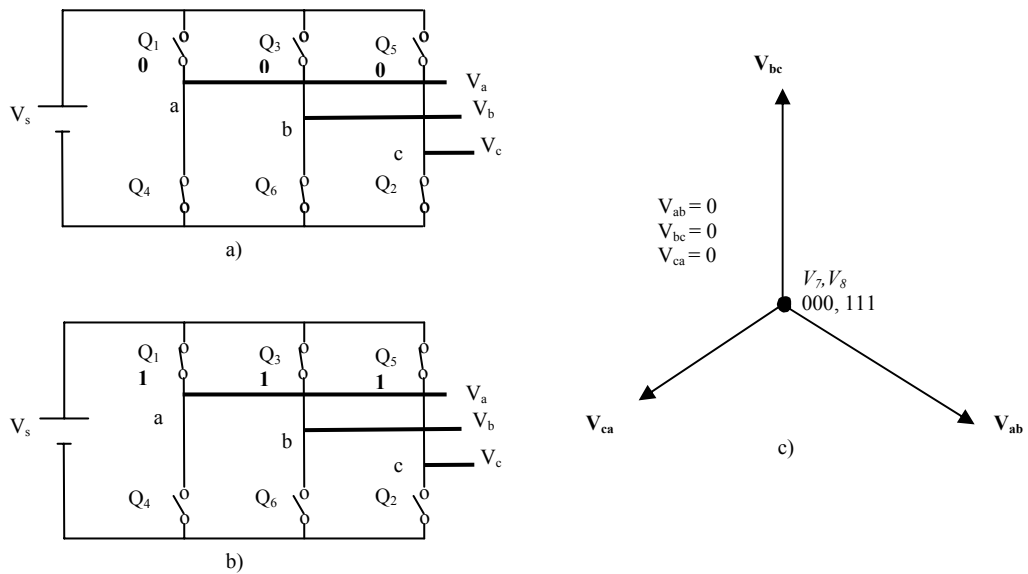 Q1
0
Q3
0
Q5
0
Va
a
Vb
Vs
b
Vc
c
Q4
Q6
Q2
a)
Q1
1
Q3
1
Q5
1
Va
a
Vb
Vs
b
Vc
c
Q4
Q6
Q2
b)
Vbc
Vab = 0
Vbc = 0
Vca = 0
V7, V8
000, 111
Vca
Vab
c)